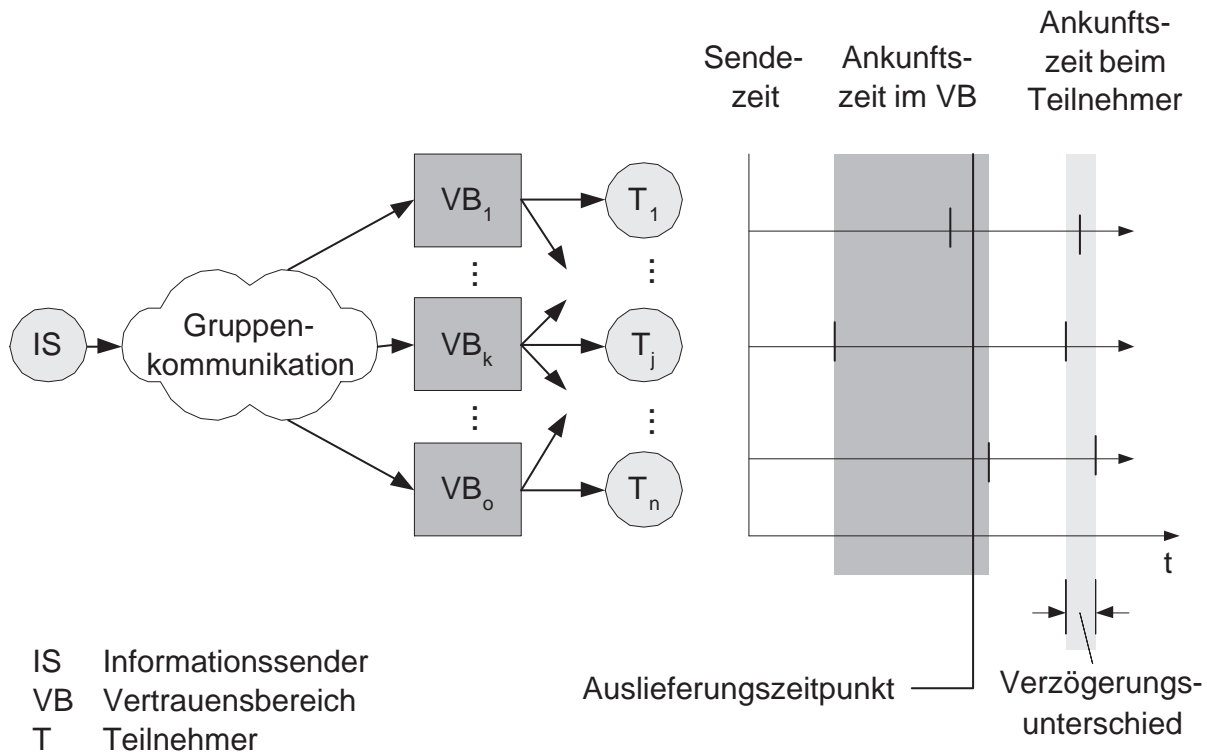 Sende-
zeit
Ankunfts-
zeit im VB
Ankunfts-
zeit beim
Teilnehmer
IS
Gruppen-
kommunikation
VB₁
⋮
VBₖ
⋮
VBₒ
T₁
⋮
Tⱼ
⋮
Tₙ
t
Auslieferungszeitpunkt
Verzögerungs-
unterschied
IS Informationssender
VB Vertrauensbereich
T Teilnehmer